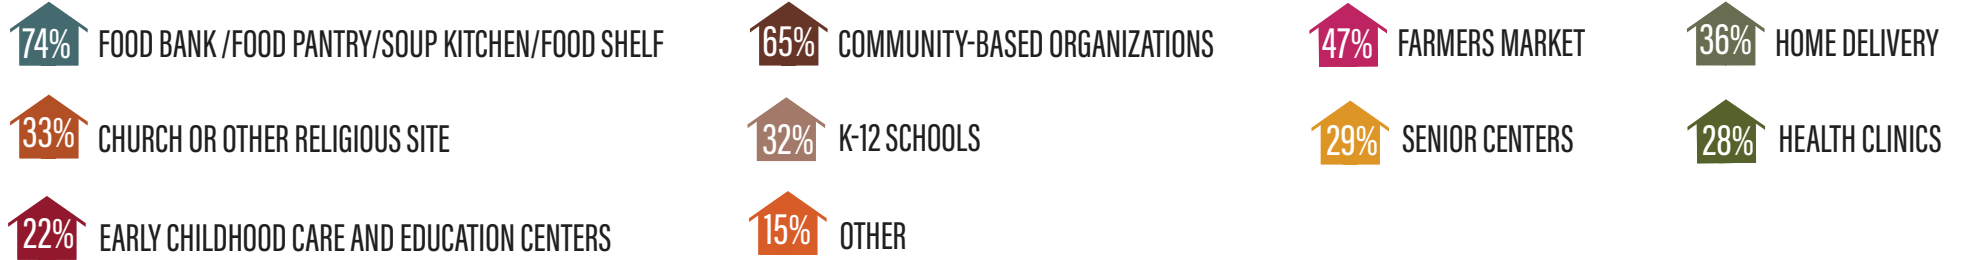 74% FOOD BANK /FOOD PANTRY/SOUP KITCHEN/FOOD SHELF
65% COMMUNITY-BASED ORGANIZATIONS
47% FARMERS MARKET
36% HOME DELIVERY
33% CHURCH OR OTHER RELIGIOUS SITE
32% K-12 SCHOOLS
29% SENIOR CENTERS
28% HEALTH CLINICS
22% EARLY CHILDHOOD CARE AND EDUCATION CENTERS
15% OTHER